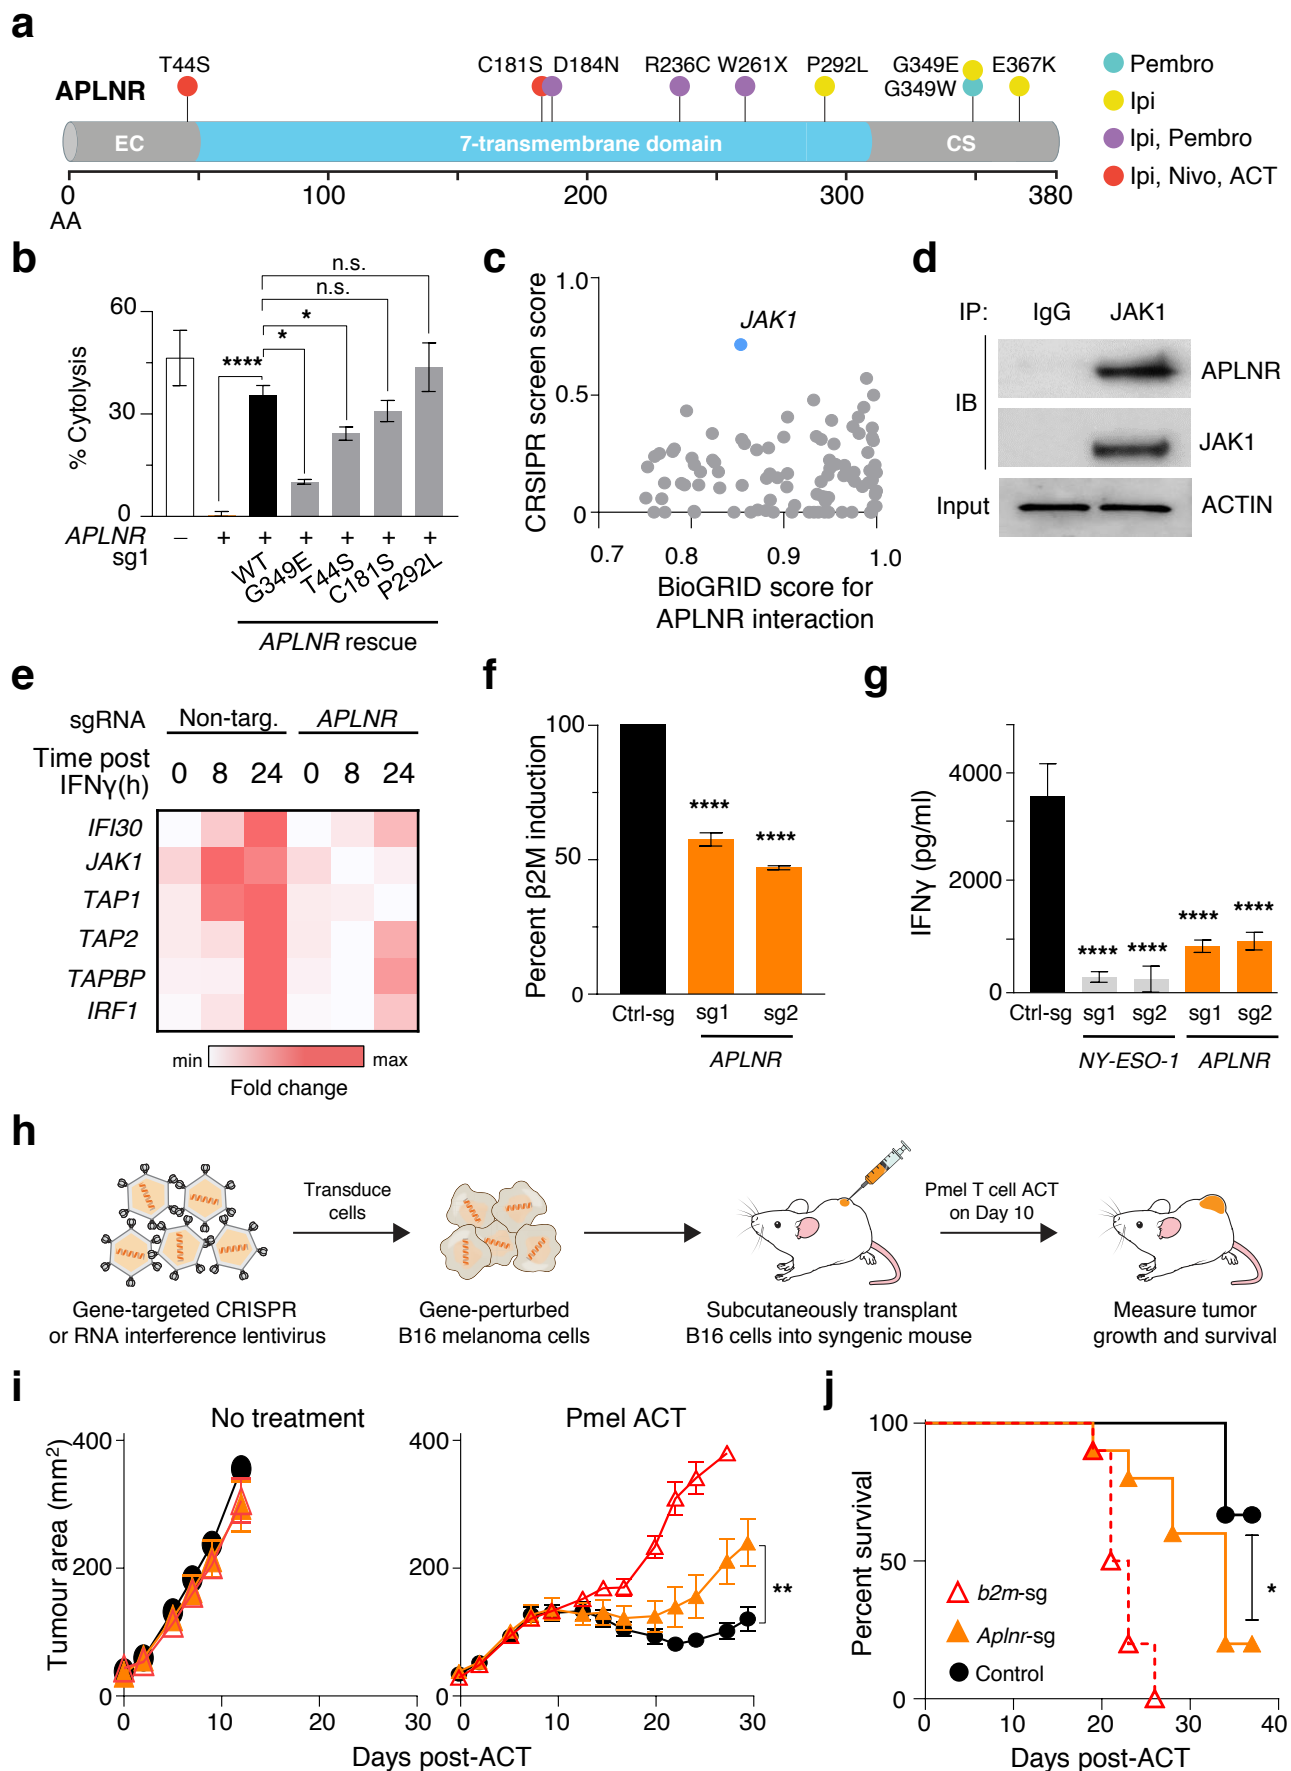 a
T44S
C181S
D184N
R236C
W261X
P292L
G349E
G349W
E367K
APLNR
EC
7-transmembrane domain
CS
0
100
200
300
380
AA
Pembro
Ipi
Ipi, Pembro
Ipi, Nivo, ACT
b
% Cytolysis
60
30
0
****
*
*
n.s.
n.s.
APLNR
sg1
– + + + + + +
WT
G349E
T44S
C181S
P292L
APLNR rescue
c
CRSIPR screen score
1.0
0.5
0
JAK1
0.7
0.8
0.9
1.0
BioGRID score for
APLNR interaction
d
IP:
IgG
JAK1
IB
APLNR
JAK1
Input
ACTIN
e
sgRNA
Non-targ.
APLNR
Time post
IFNγ(h)
0 8 24 0 8 24
IFI30
JAK1
TAP1
TAP2
TAPBP
IRF1
min
max
Fold change
f
Percent β2M induction
100
50
0
****
****
Ctrl-sg
sg1
sg2
APLNR
g
IFNγ (pg/ml)
4000
2000
0
****
****
****
****
Ctrl-sg
sg1
sg2
sg1
sg2
NY-ESO-1
APLNR
h
Transduce
cells
Pmel T cell ACT
on Day 10
Gene-targeted CRISPR
or RNA interference lentivirus
Gene-perturbed
B16 melanoma cells
Subcutaneously transplant
B16 cells into syngenic mouse
Measure tumor
growth and survival
i
No treatment
Tumour area (mm²)
400
200
0
0
10
20
30
Pmel ACT
400
200
0
0
10
20
30
**
Days post-ACT
j
Percent survival
100
50
0
b2m-sg
Aplnr-sg
Control
*
0
20
30
40
Days post-ACT